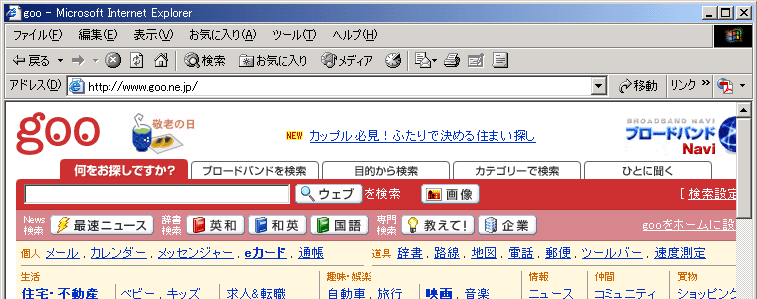 goo - Microsoft Internet Explorer
ファイル(F) 編集(E) 表示(V) お気に入り(A) ツール(T) ヘルプ(H)
戻る 検索 お気に入り メディア
アドレス(D) http://www.goo.ne.jp/ 移動 リンク »
goo 敬老の日 NEW カップル必見！ふたりで決める住まい探し BROADBAND NAVI ブロードバンド Navi
何をお探しですか? ブロードバンドを検索 目的から検索 カテゴリーで検索 ひとに聞く
ウェブ を検索 画像 [ 検索設定
News 検索 最速ニュース 辞書 検索 英和 和英 国語 専門 検索 教えて! 企業 gooをホームに設
個人 メール , カレンダー , メッセンジャー , eカード , 通帳 道具 辞書 , 路線 , 地図 , 電話 , 郵便 , ツールバー , 速度測定
生活 趣味・娯楽 情報 仲間 買物
住宅・不動産 ベビー , キッズ 求人&転職 自動車 , 旅行 映画 , 音楽 ニュース コミュニティ ショッピング